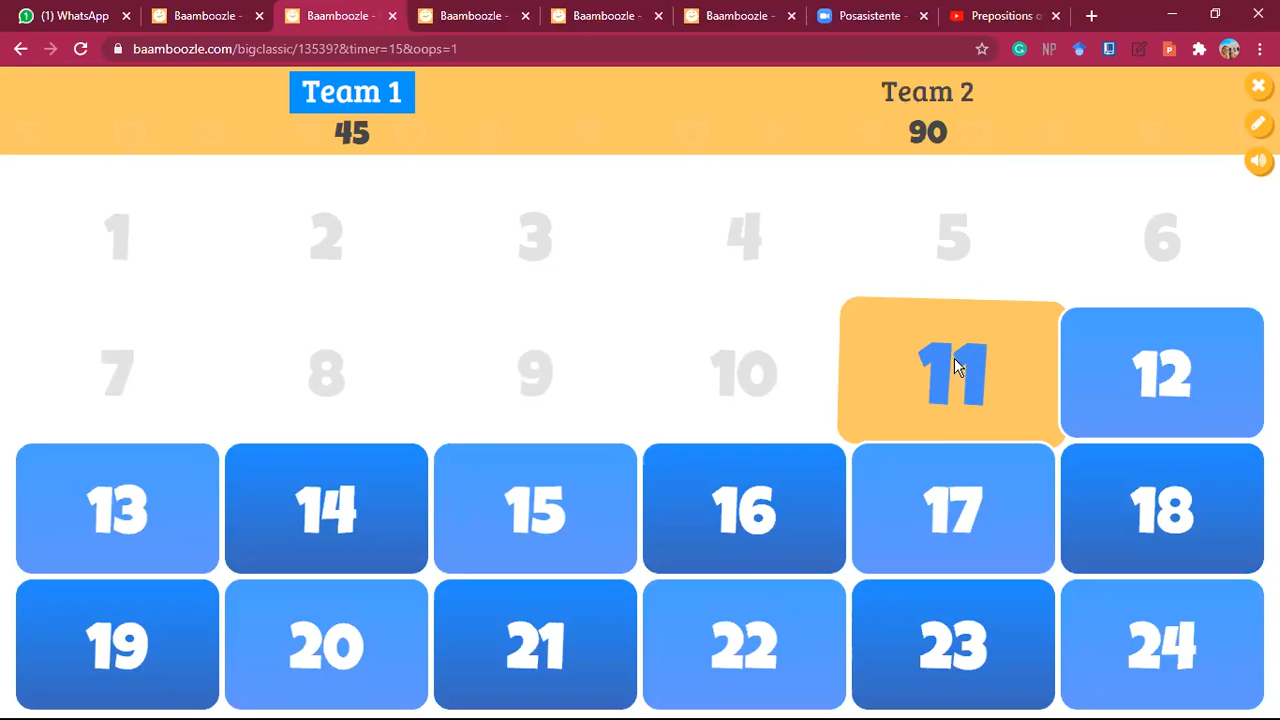 (1) WhatsApp
Baamboozle -
Baamboozle -
Baamboozle -
Baamboozle -
Baamboozle -
Posasistente -
Prepositions o
baamboozle.com/bigclassic/13539?&timer=15&oops=1
NP
Team 1
Team 2
45
90
1 2 3 4 5 6
7 8 9 10 11 12
13 14 15 16 17 18
19 20 21 22 23 24